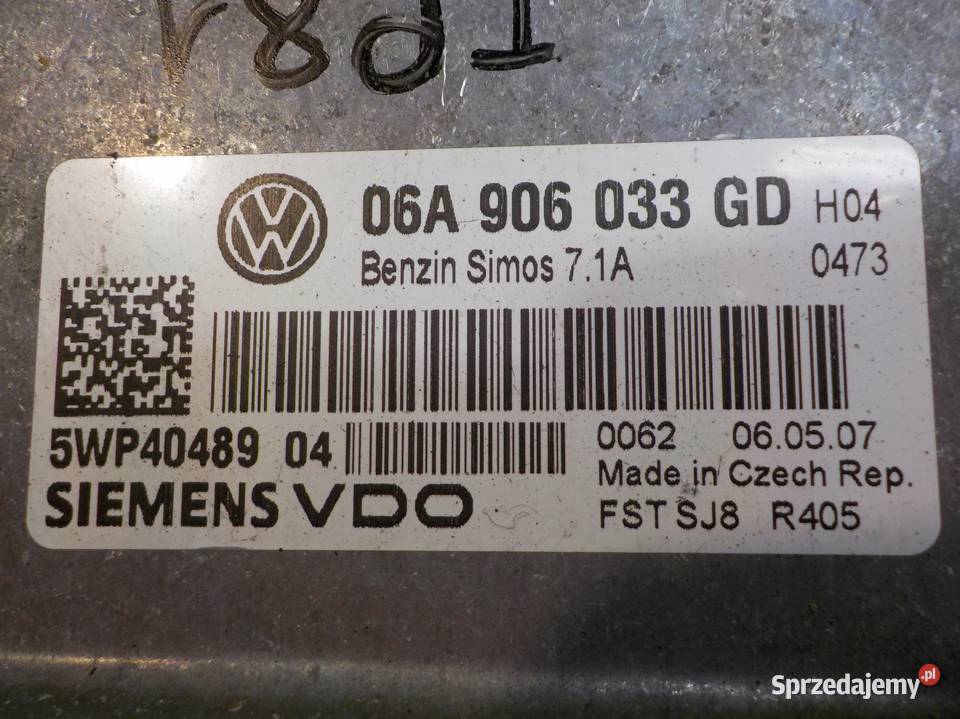 06A 906 033 GD H04
Benzin Simos 7.1A 0473
5WP40489 04 0062 06.05.07
Made in Czech Rep.
SIEMENS VDO FST SJ8 R405
Sprzedajemy.pl